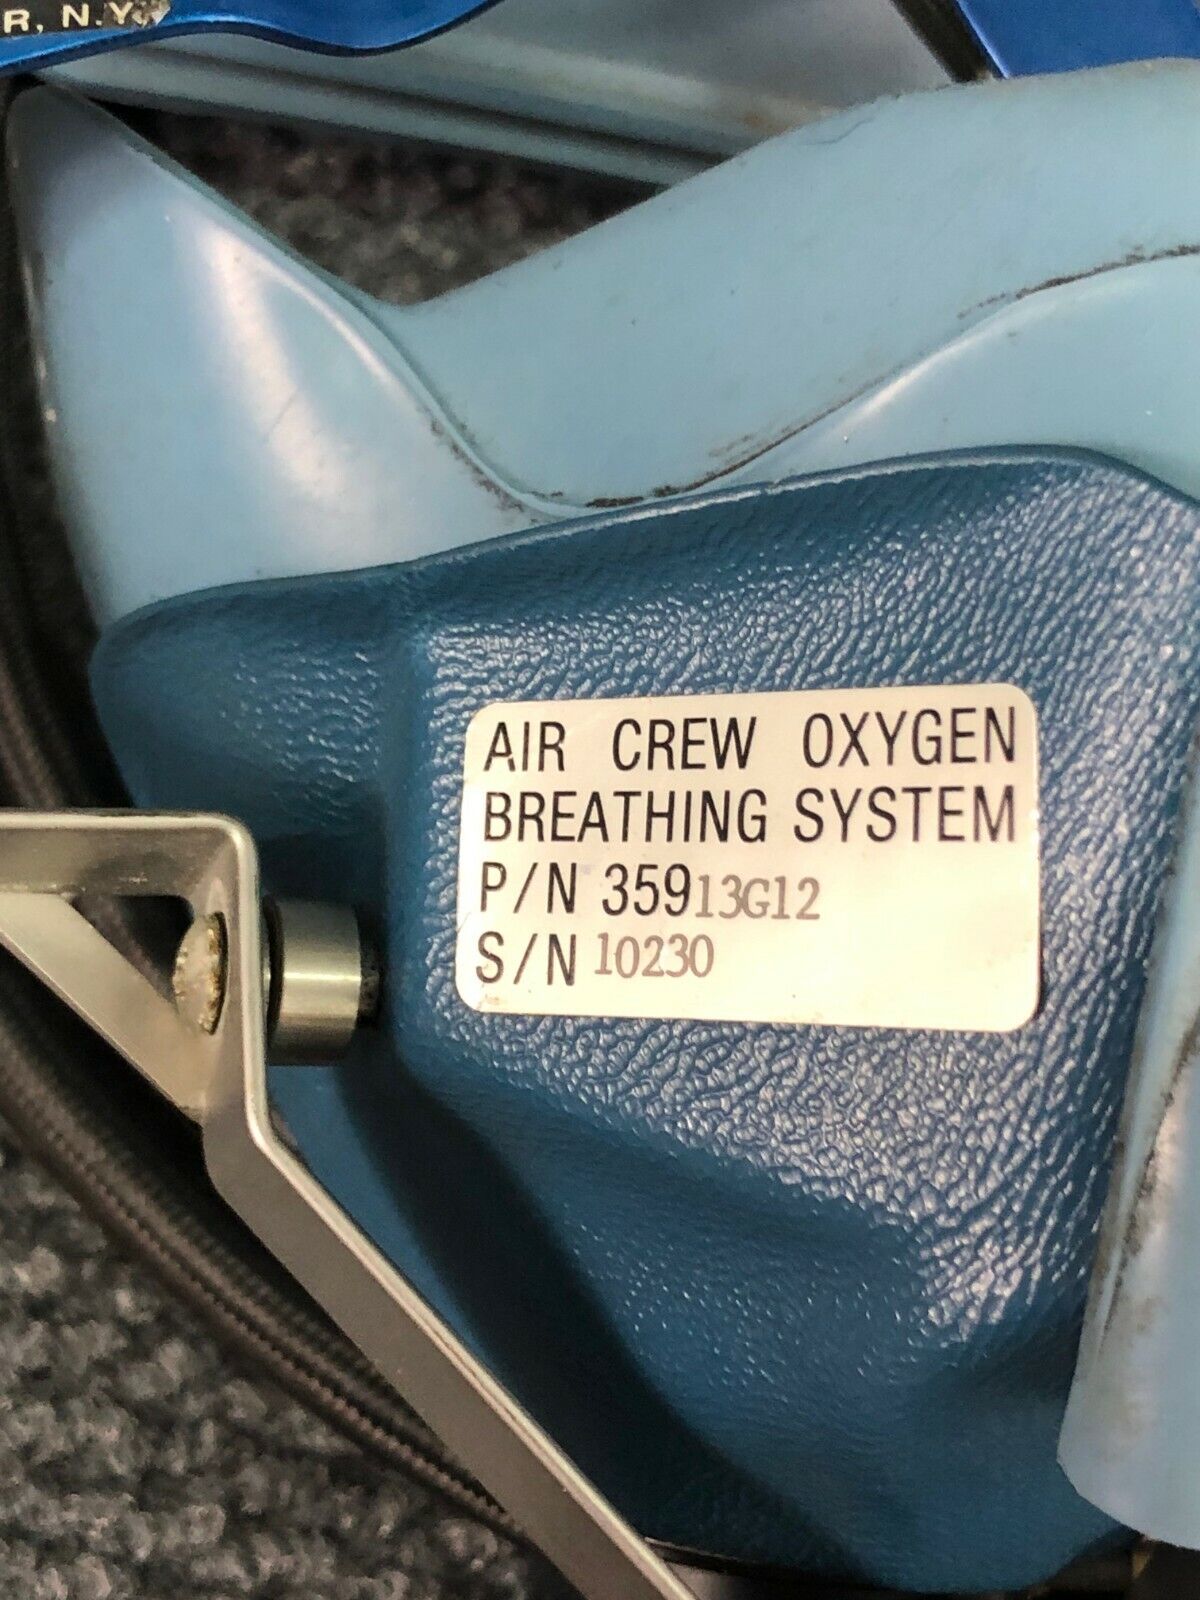 R, N.Y.
AIR CREW OXYGEN
BREATHING SYSTEM
P/N 35913G12
S/N 10230